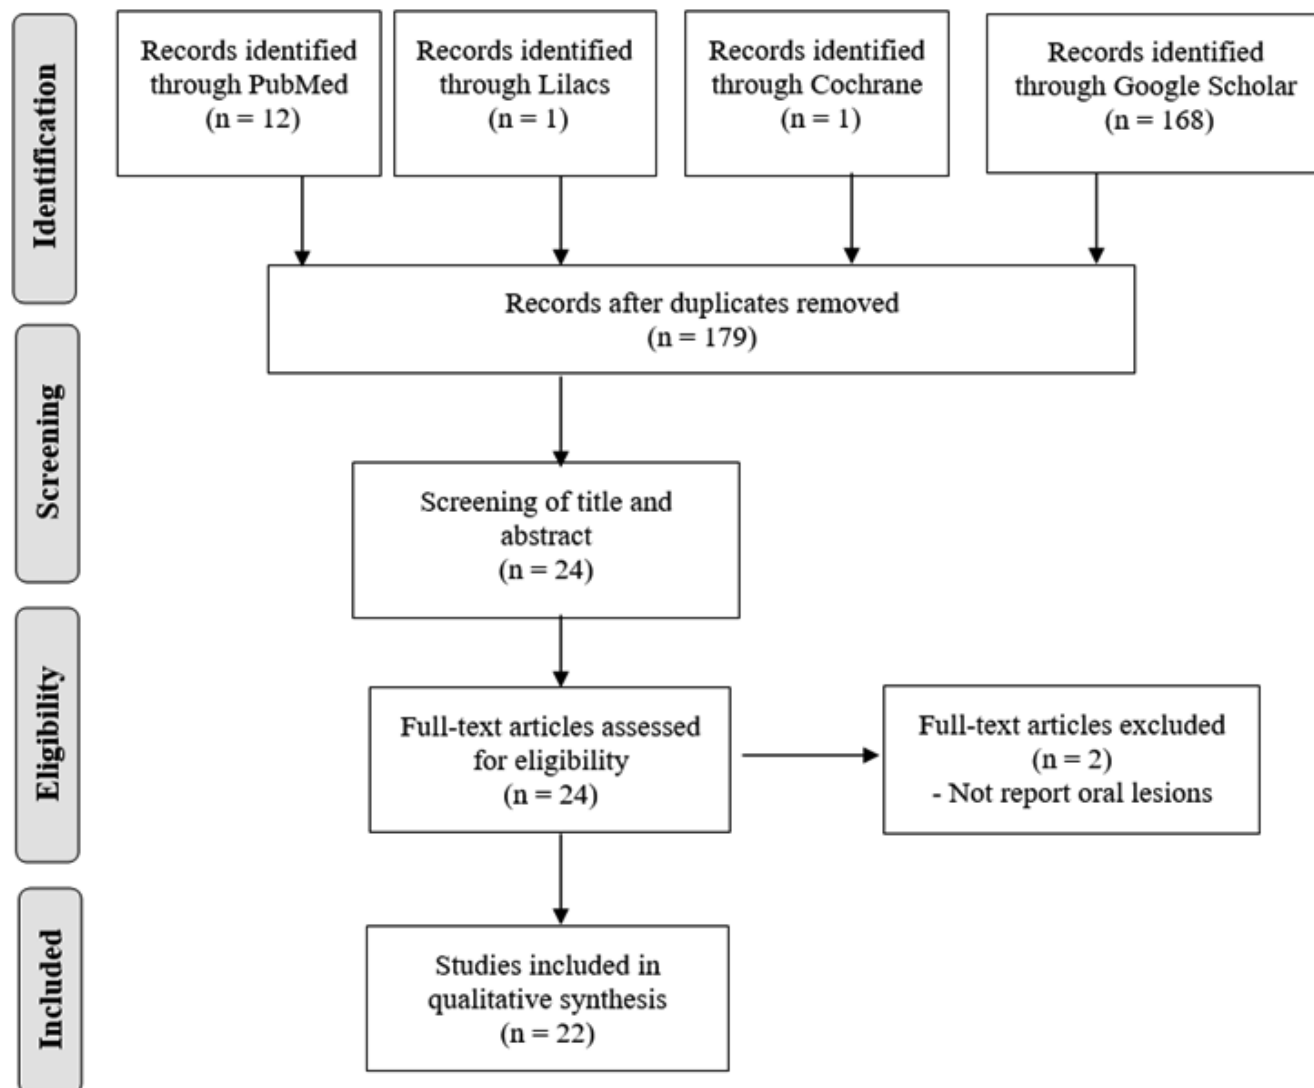 Identification
Records identified
through PubMed
(n = 12)
Records identified
through Lilacs
(n = 1)
Records identified
through Cochrane
(n = 1)
Records identified
through Google Scholar
(n = 168)
Records after duplicates removed
(n = 179)
Screening
Screening of title and
abstract
(n = 24)
Eligibility
Full-text articles assessed
for eligibility
(n = 24)
Full-text articles excluded
(n = 2)
- Not report oral lesions
Included
Studies included in
qualitative synthesis
(n = 22)